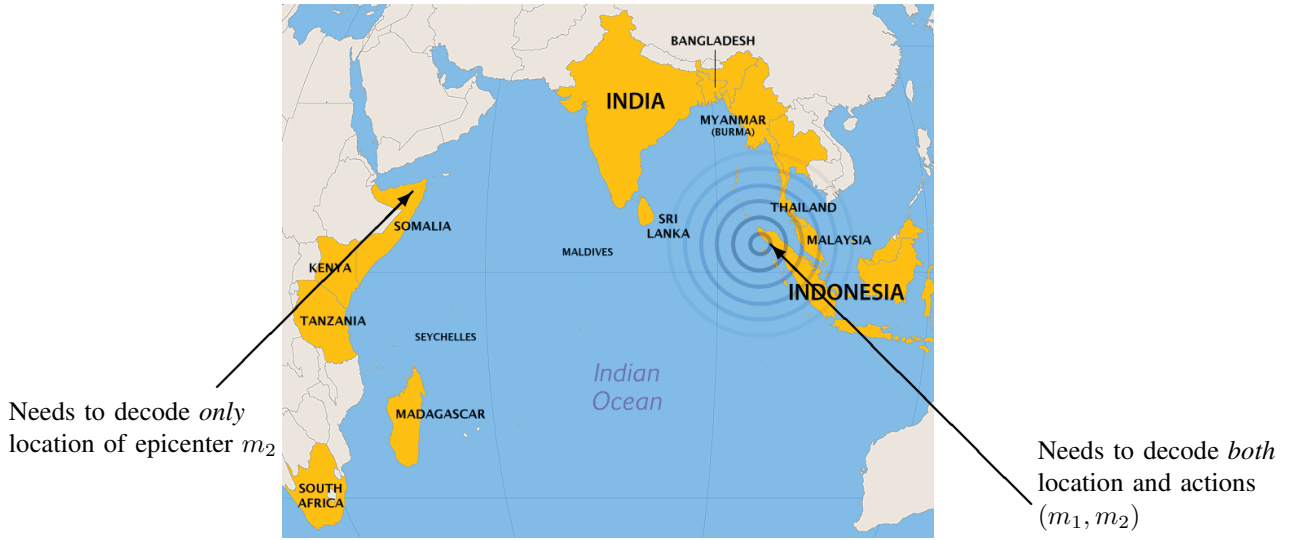 BANGLADESH
INDIA
MYANMAR
(BURMA)
THAILAND
SRI
LANKA
SOMALIA
MALAYSIA
MALDIVES
KENYA
INDONESIA
TANZANIA
SEYCHELLES
Indian
Ocean
MADAGASCAR
Needs to decode only
location of epicenter m₂
Needs to decode both
location and actions
(m₁, m₂)
SOUTH
AFRICA